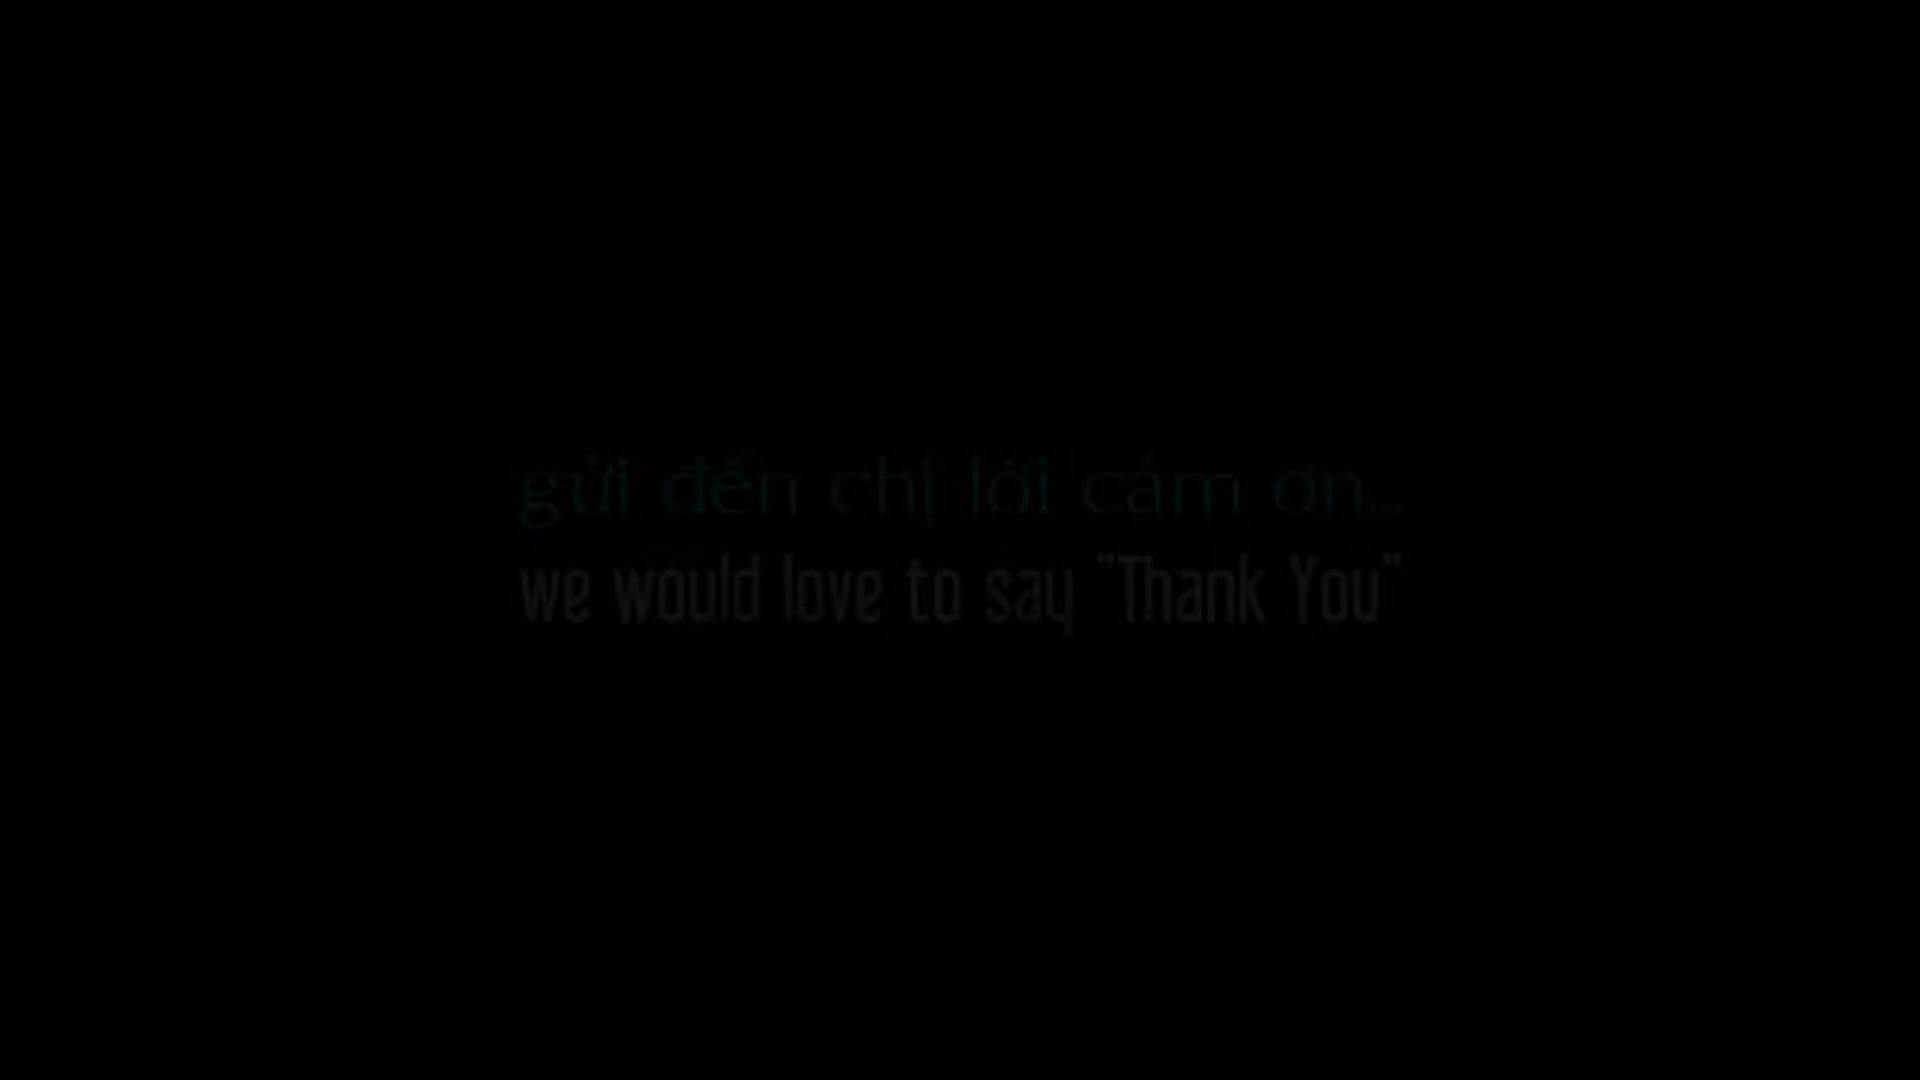 gửi đến chị lời cảm ơn...
we would love to say "Thank You"